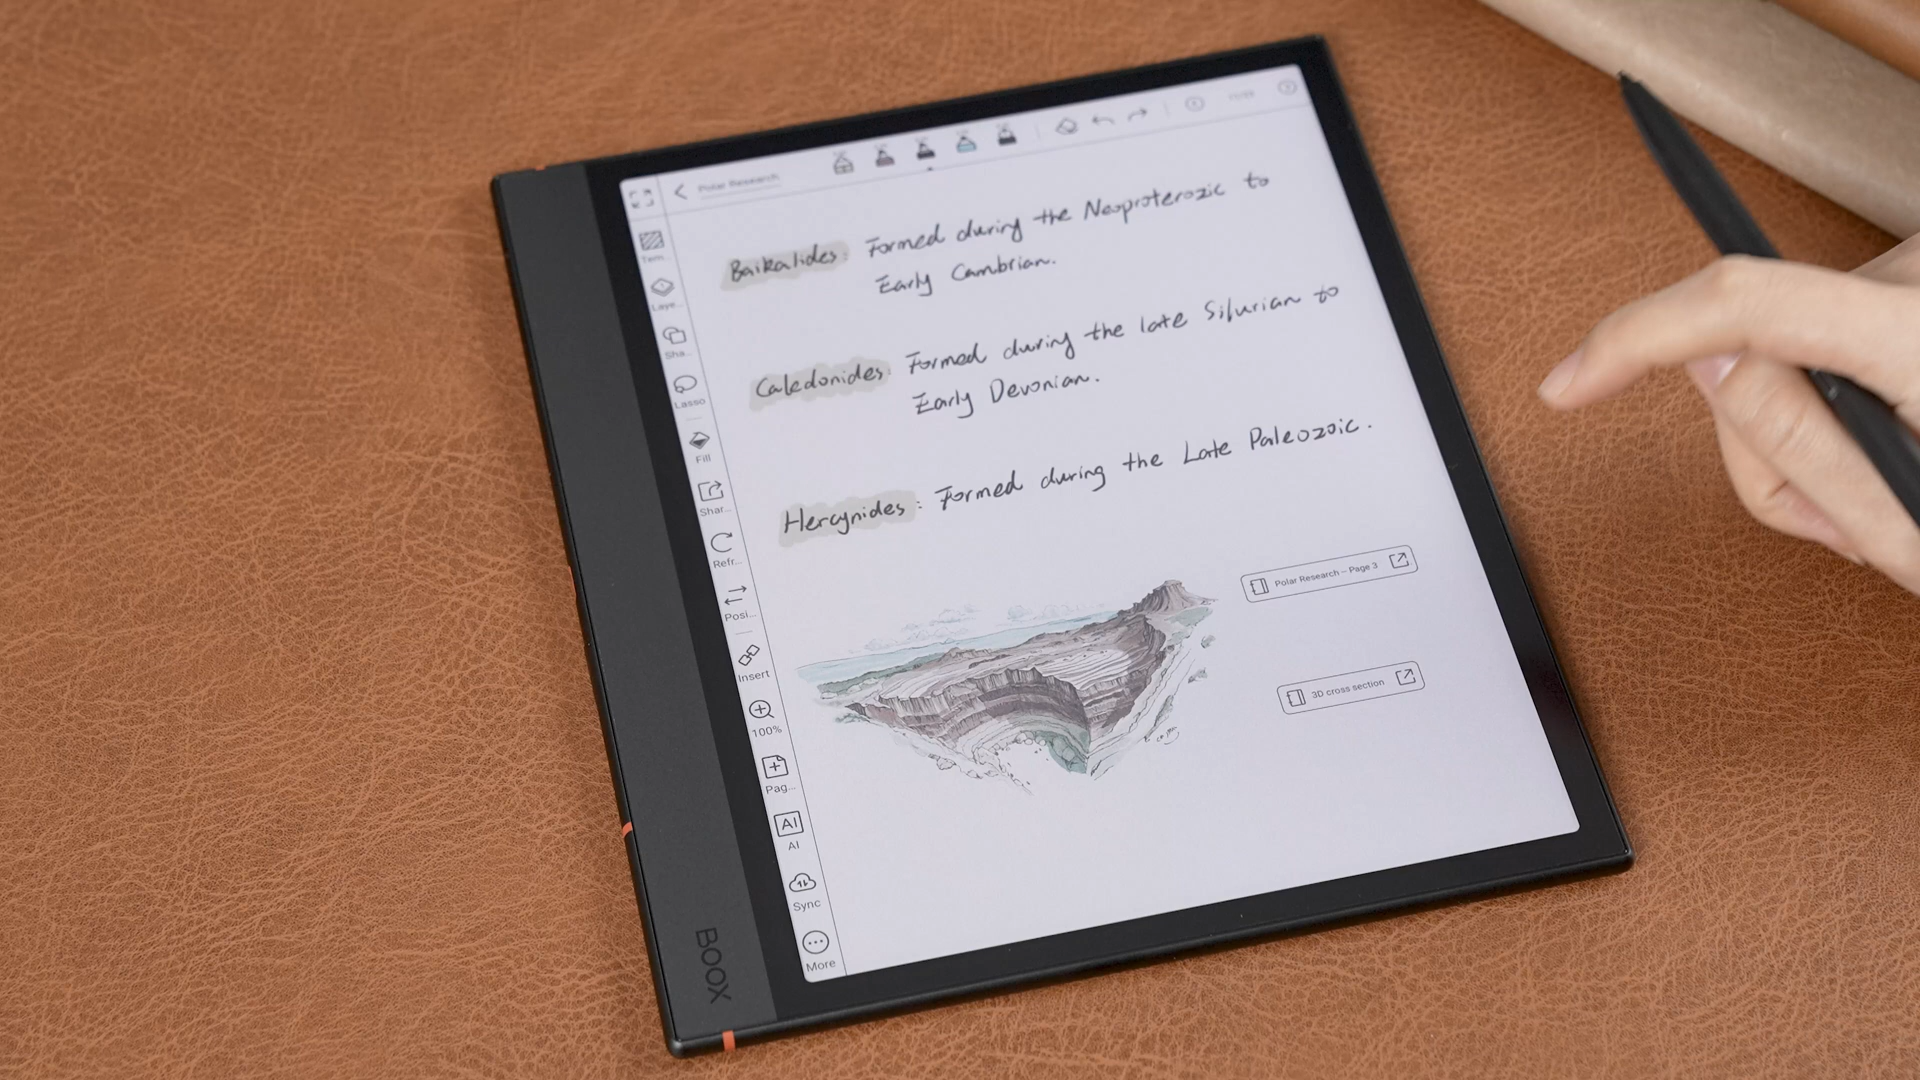 Polar Research
Baikalides: Formed during the Neoproterozic to
Early Cambrian.
Caledonides: Formed during the late Silurian to
Early Devonian.
Hercynides: Formed during the Late Paleozoic.
Polar Research – Page 3
3D cross section
Tem...
Laye...
Sha...
Lasso
Fill
Shar...
Refr...
Posi...
Insert
100%
Pag...
AI
AI
Sync
More
BOOX